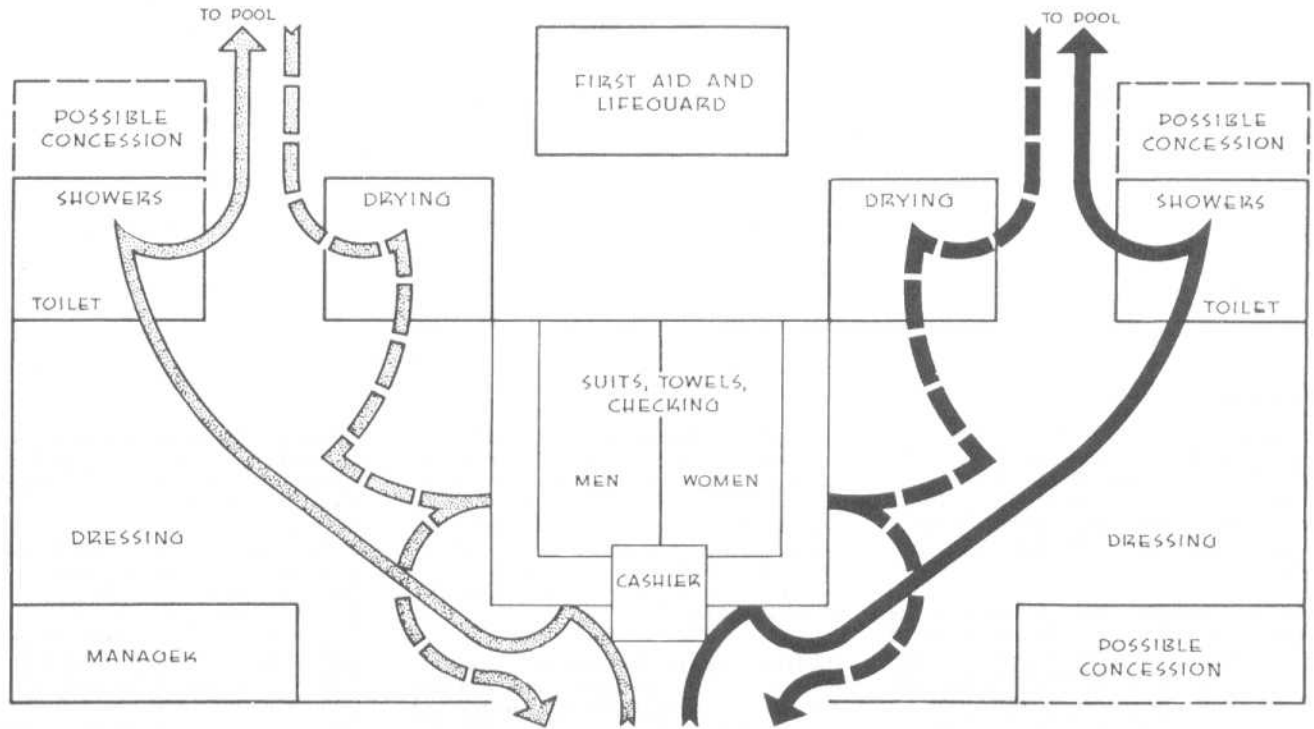 TO POOL
TO POOL
FIRST AID AND
LIFEGUARD
POSSIBLE
CONCESSION
POSSIBLE
CONCESSION
SHOWERS
DRYING
DRYING
SHOWERS
TOILET
TOILET
SUITS, TOWELS,
CHECKING
MEN
WOMEN
DRESSING
DRESSING
CASHIER
MANAGER
POSSIBLE
CONCESSION